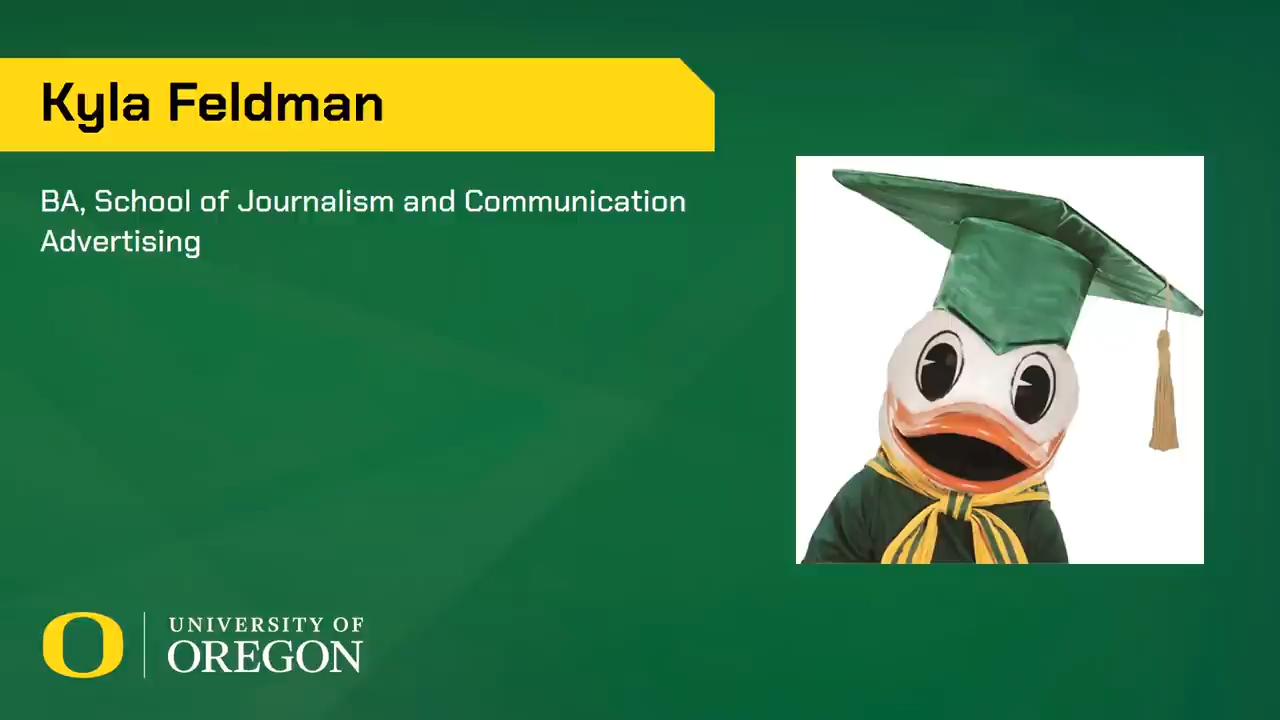 Kyla Feldman
BA, School of Journalism and Communication
Advertising
O
UNIVERSITY OF
OREGON